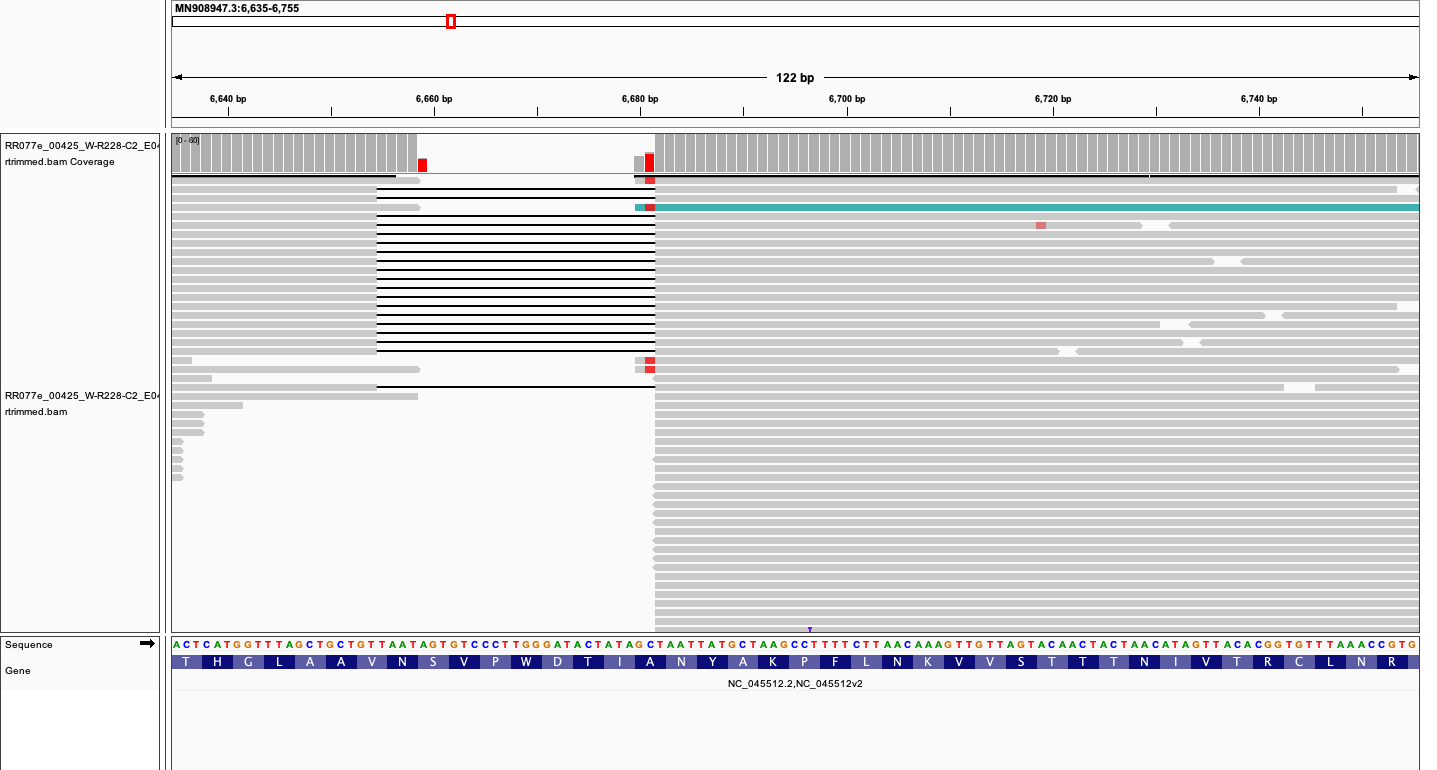 MN908947.3:6,635-6,755
122 bp
6,640 bp 6,660 bp 6,680 bp 6,700 bp 6,720 bp 6,740 bp
RR077e_00425_W-R228-C2_E04
rtrimmed.bam Coverage
[0 - 60]
RR077e_00425_W-R228-C2_E04
rtrimmed.bam
Sequence
ACTCATGGTTTAGCTGCTGTTAATAGTGTCCCTTGGGATACTATAGCTAATTATGCTAAGCCTTTTCTTAACAAAGTTGTTAGTACAACTACTAACATAGTTACACGGTGTTTAAACCGTG
Gene
T H G L A A V N S V P W D T I A N Y A K P F L N K V V S T T T N I V T R C L N R
NC_045512.2,NC_045512v2